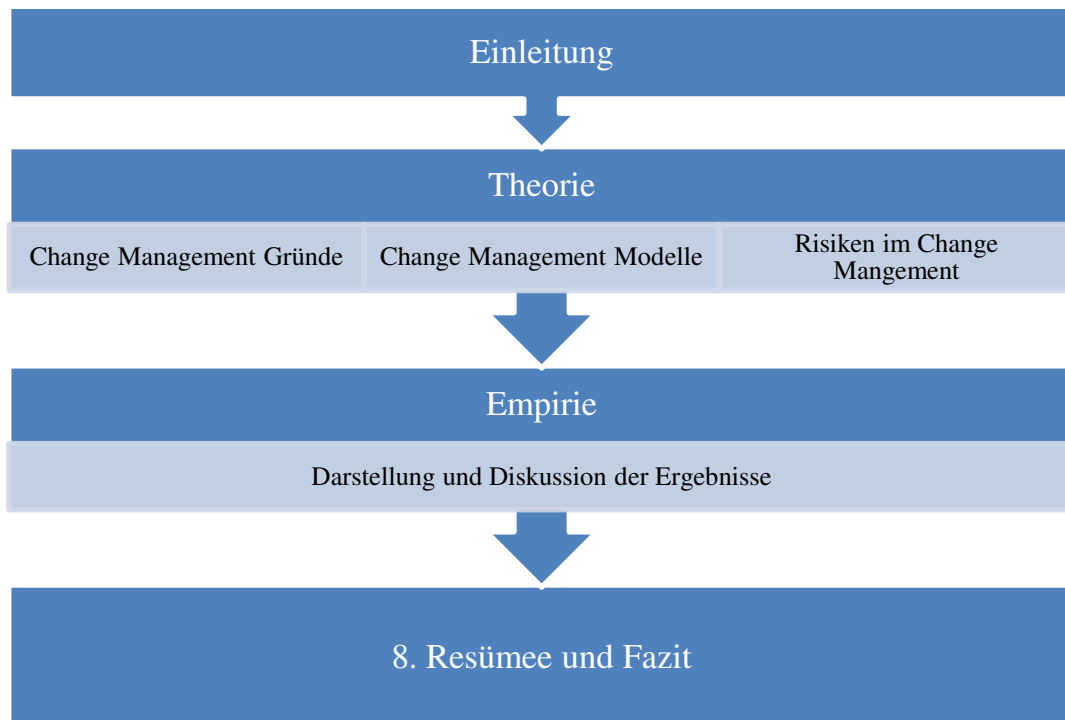 Einleitung
Theorie
Change Management Gründe
Change Management Modelle
Risiken im Change
Mangement
Empirie
Darstellung und Diskussion der Ergebnisse
8. Resümee und Fazit